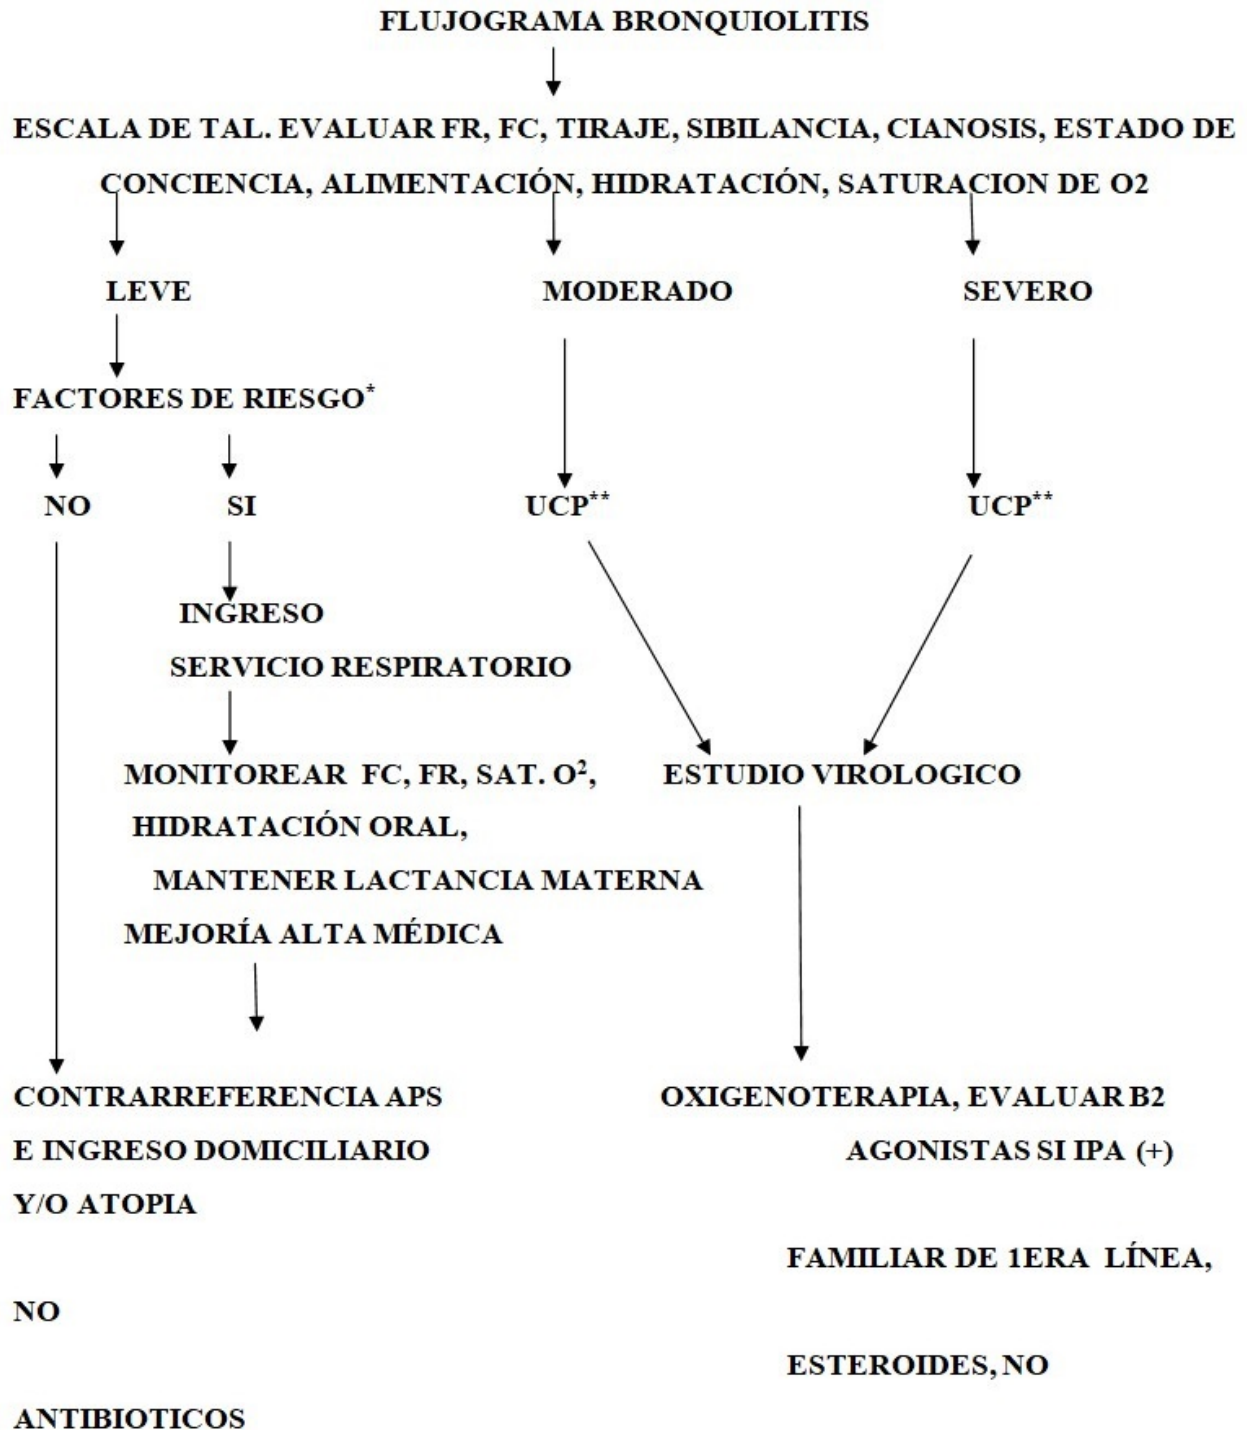 FLUJOGRAMA BRONQUIOLITIS
ESCALA DE TAL. EVALUAR FR, FC, TIRAJE, SIBILANCIA, CIANOSIS, ESTADO DE
CONCIENCIA, ALIMENTACIÓN, HIDRATACIÓN, SATURACION DE O2
LEVE
MODERADO
SEVERO
FACTORES DE RIESGO*
NO
SI
UCP**
UCP**
INGRESO
SERVICIO RESPIRATORIO
MONITOREAR FC, FR, SAT. O²,
HIDRATACIÓN ORAL,
MANTENER LACTANCIA MATERNA
MEJORÍA ALTA MÉDICA
ESTUDIO VIROLOGICO
CONTRARREFERENCIA APS
E INGRESO DOMICILIARIO
Y/O ATOPIA
OXIGENOTERAPIA, EVALUAR B2
AGONISTAS SI IPA (+)
FAMILIAR DE 1ERA LÍNEA,
NO
ESTEROIDES, NO
ANTIBIOTICOS